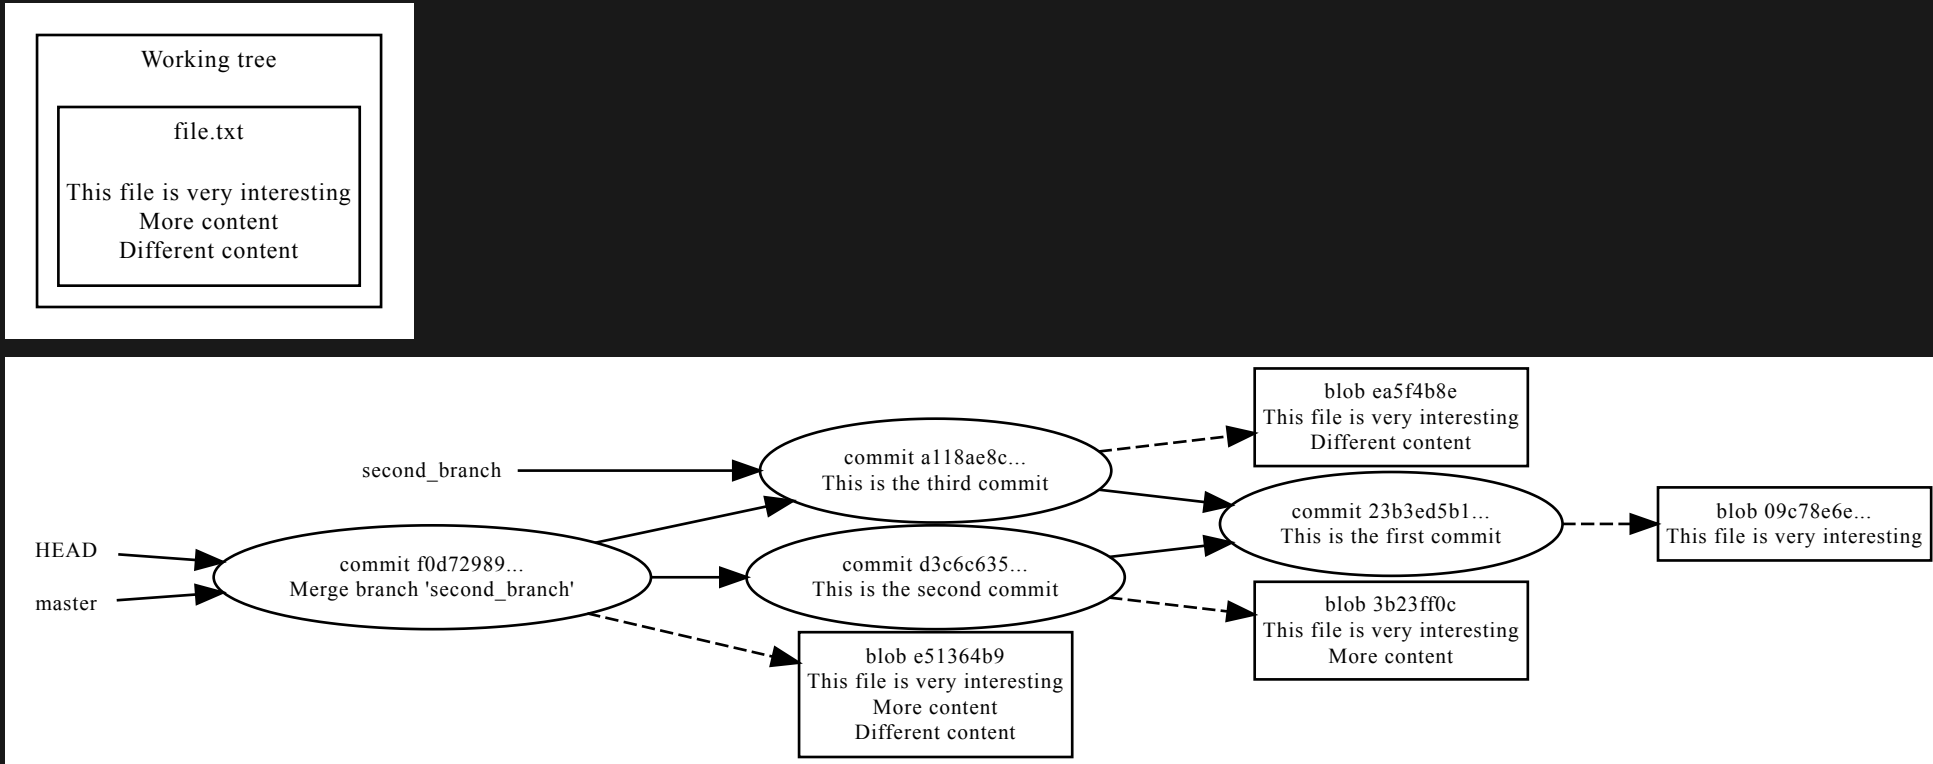 Working tree
file.txt
This file is very interesting
More content
Different content
blob ea5f4b8e
This file is very interesting
Different content
second_branch
commit a118ae8c...
This is the third commit
commit 23b3ed5b1...
This is the first commit
blob 09c78e6e...
This file is very interesting
HEAD
master
commit f0d72989...
Merge branch 'second_branch'
commit d3c6c635...
This is the second commit
blob 3b23ff0c
This file is very interesting
More content
blob e51364b9
This file is very interesting
More content
Different content